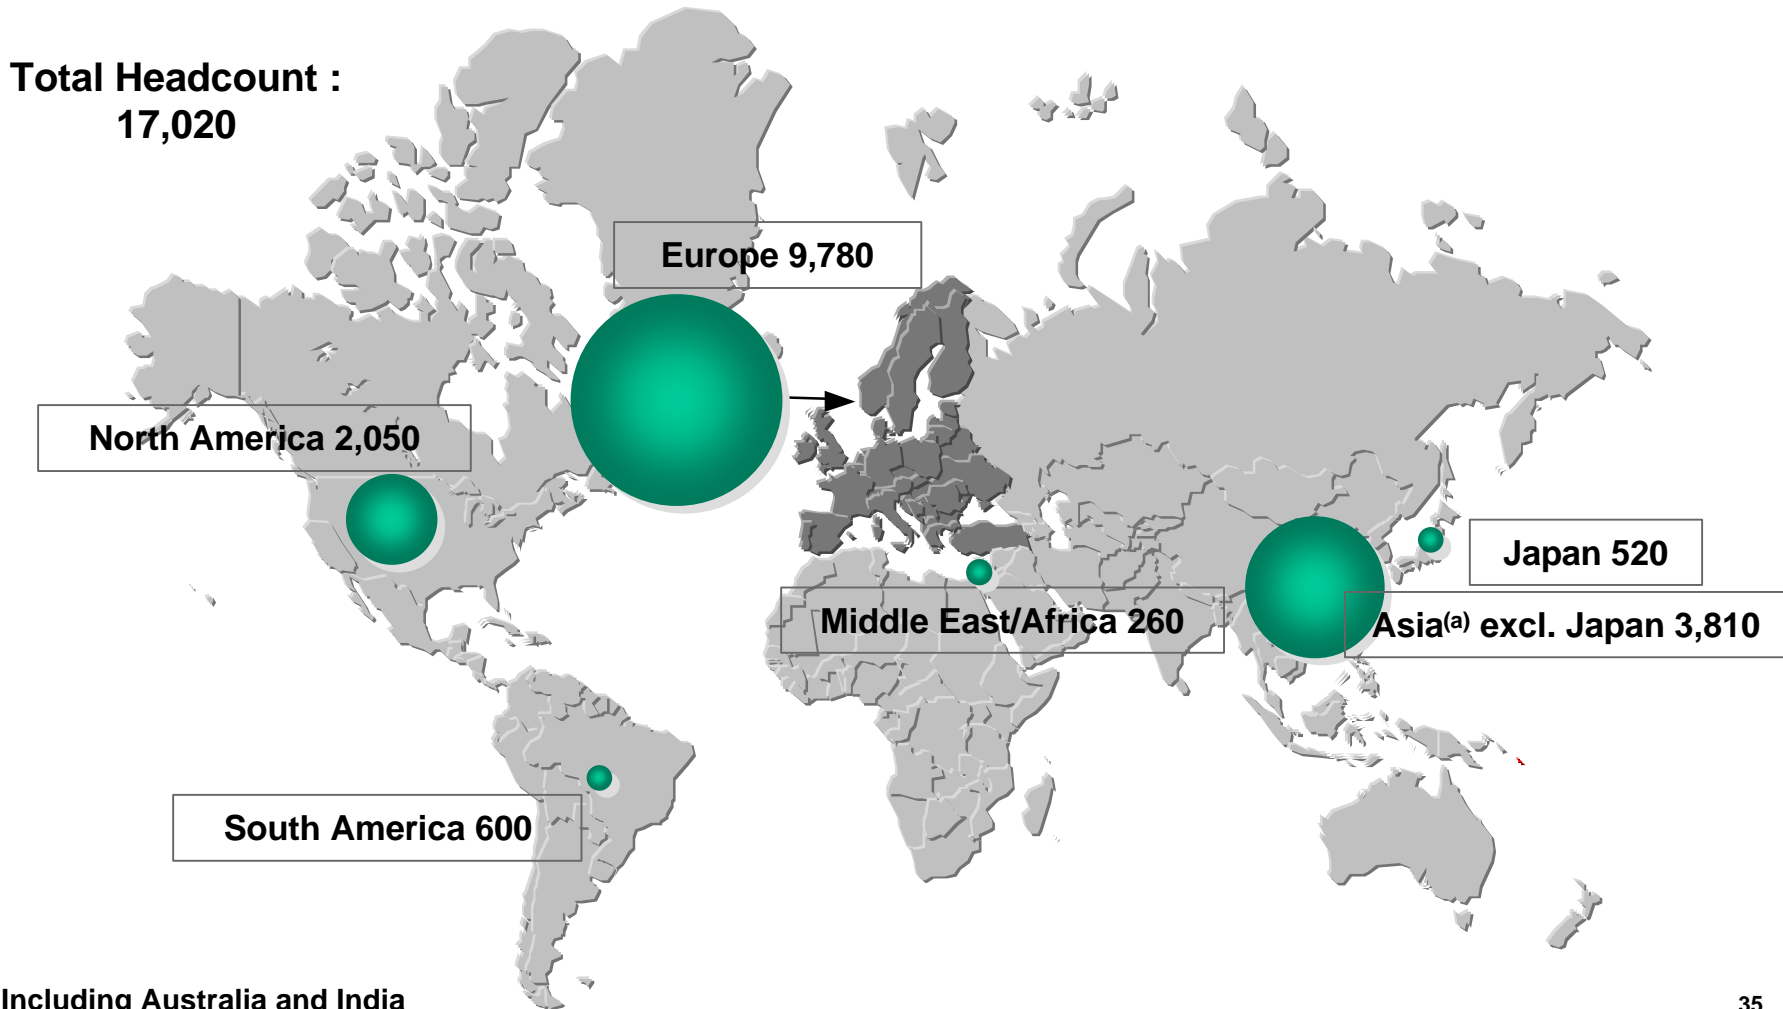 Total Headcount :
17,020
Europe 9,780
North America 2,050
Japan 520
Middle East/Africa 260
Asia(a) excl. Japan 3,810
South America 600
Including Australia and India
35